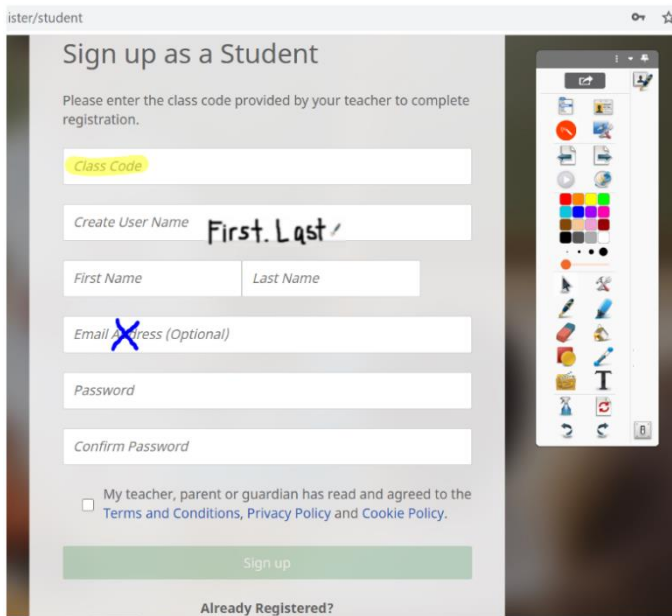 ister/student
Sign up as a Student
Please enter the class code provided by your teacher to complete
registration.
Class Code
Create User Name First. Last
First Name Last Name
Email Address (Optional)
Password
Confirm Password
My teacher, parent or guardian has read and agreed to the
Terms and Conditions, Privacy Policy and Cookie Policy.
Sign up
Already Registered?
T